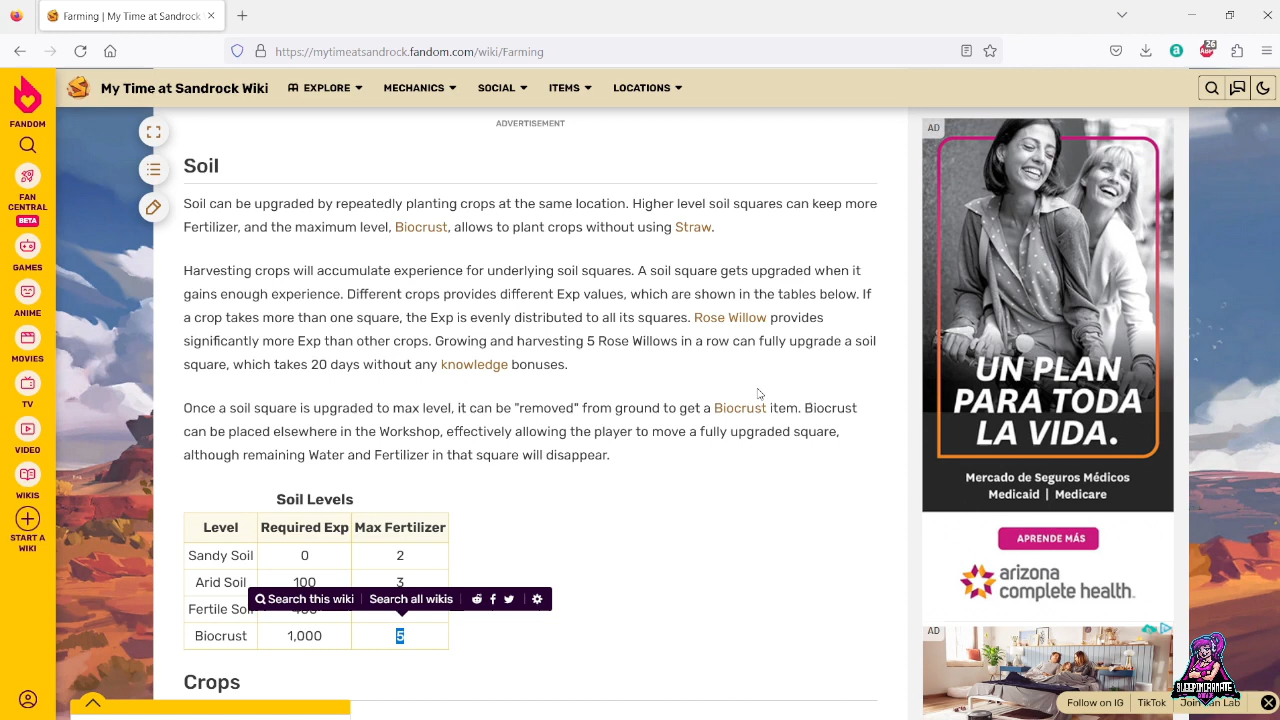 Farming | My Time at Sandrock
https://mytimeatsandrock.fandom.com/wiki/Farming
26
ABP
FANDOM
FAN
CENTRAL
BETA
GAMES
ANIME
MOVIES
TV
VIDEO
WIKIS
START A
WIKI
My Time at Sandrock Wiki
EXPLORE
MECHANICS
SOCIAL
ITEMS
LOCATIONS
ADVERTISEMENT
Soil
Soil can be upgraded by repeatedly planting crops at the same location. Higher level soil squares can keep more
Fertilizer, and the maximum level, Biocrust, allows to plant crops without using Straw.
Harvesting crops will accumulate experience for underlying soil squares. A soil square gets upgraded when it
gains enough experience. Different crops provides different Exp values, which are shown in the tables below. If
a crop takes more than one square, the Exp is evenly distributed to all its squares. Rose Willow provides
significantly more Exp than other crops. Growing and harvesting 5 Rose Willows in a row can fully upgrade a soil
square, which takes 20 days without any knowledge bonuses.
Once a soil square is upgraded to max level, it can be "removed" from ground to get a Biocrust item. Biocrust
can be placed elsewhere in the Workshop, effectively allowing the player to move a fully upgraded square,
although remaining Water and Fertilizer in that square will disappear.
Soil Levels
Level Required Exp Max Fertilizer
Sandy Soil 0 2
Arid Soil 100 3
Search this wiki Search all wikis
Fertile Soil
Biocrust 1,000 5
Crops
AD
UN PLAN
PARA TODA
LA VIDA.
Mercado de Seguros Médicos
Medicaid | Medicare
APRENDE MÁS
arizona
complete health.
AD
Follow on IG TikTok Join Fan Lab